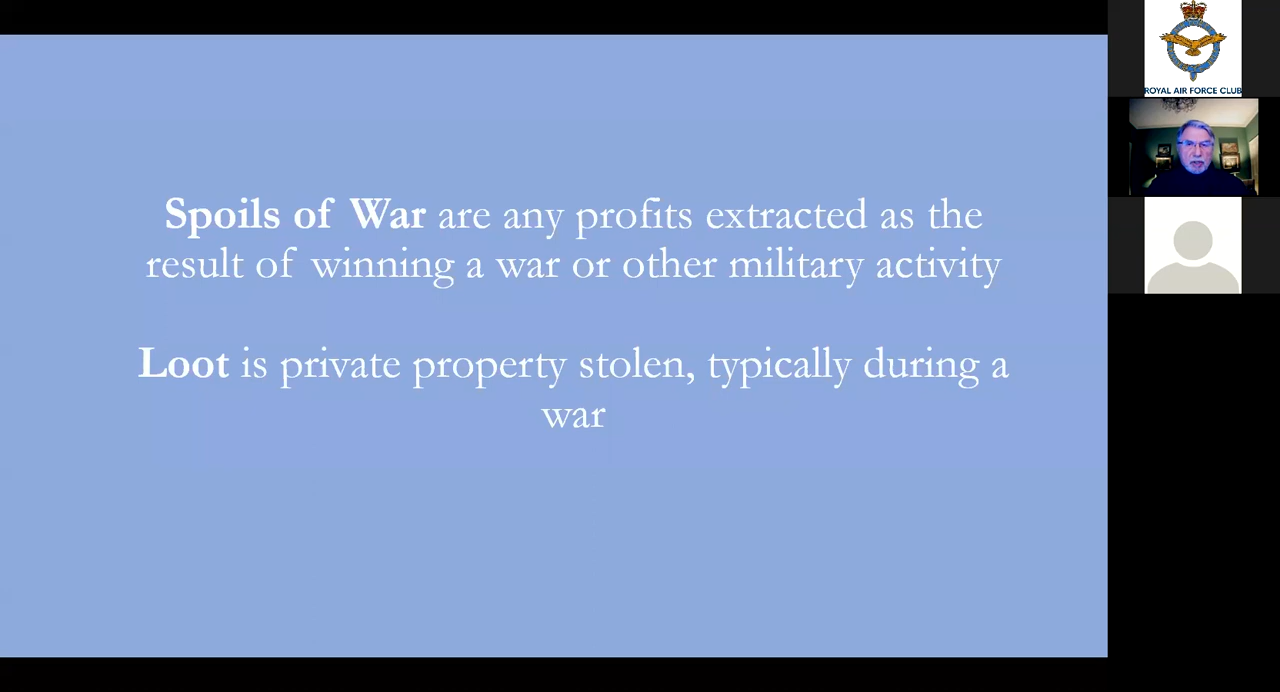 Spoils of War are any profits extracted as the
result of winning a war or other military activity
Loot is private property stolen, typically during a
war
ROYAL AIR FORCE CLUB